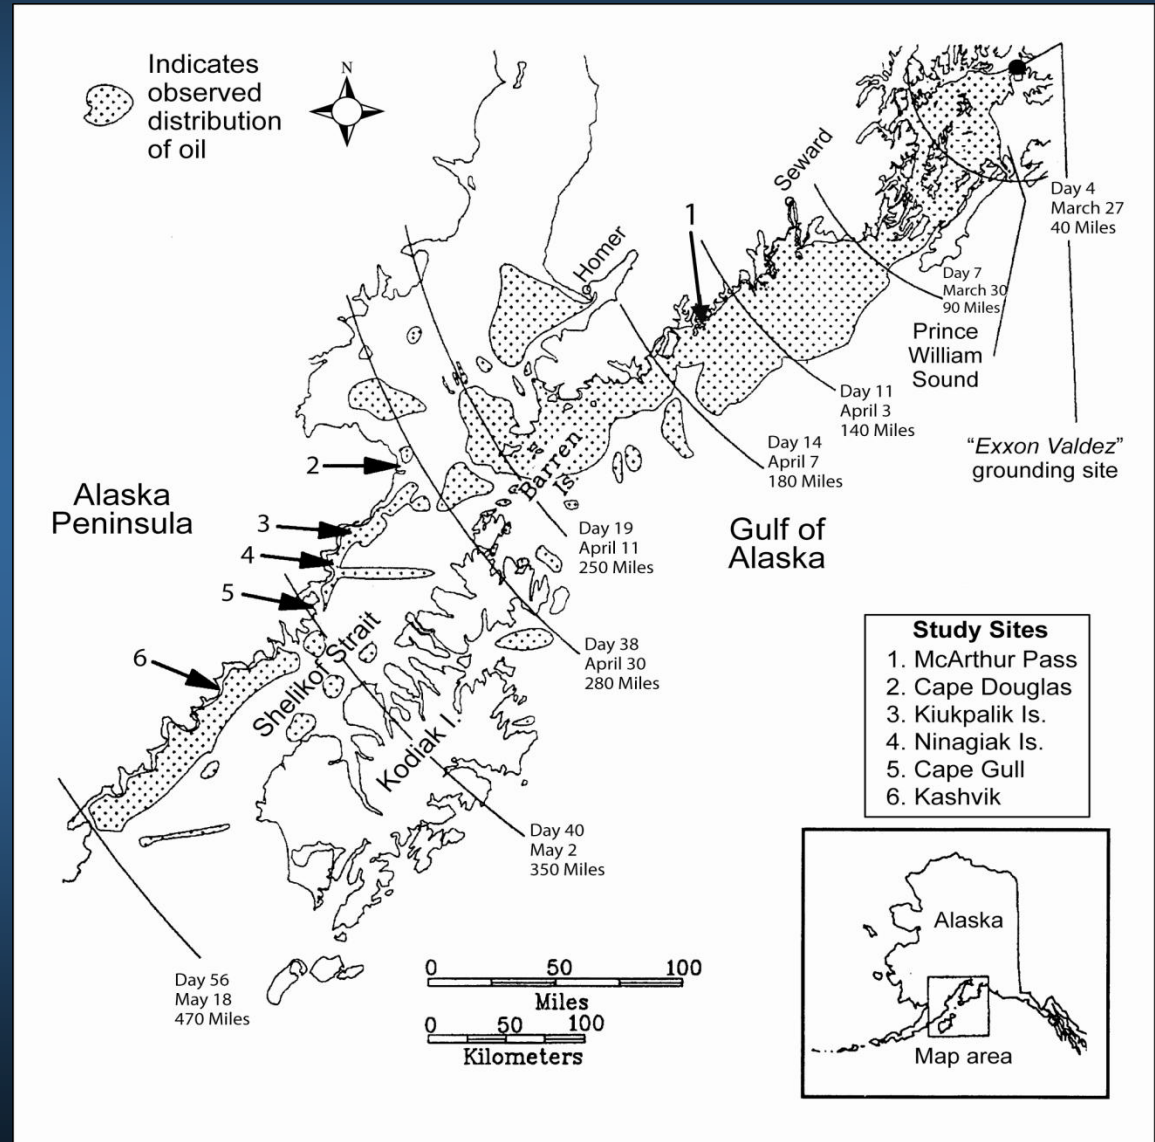 Indicates
observed
distribution
of oil
N
Seward
1
Homer
Day 4
March 27
40 Miles
Day 7
March 30
90 Miles
Prince
William
Sound
Day 11
April 3
140 Miles
"Exxon Valdez"
grounding site
Day 14
April 7
180 Miles
Barren
Is.
2
Alaska
Peninsula
3
4
5
6
Gulf of
Alaska
Day 19
April 11
250 Miles
Day 38
April 30
280 Miles
Shelikof Strait
Kodiak I.
Study Sites
1. McArthur Pass
2. Cape Douglas
3. Kiukpalik Is.
4. Ninagiak Is.
5. Cape Gull
6. Kashvik
Day 40
May 2
350 Miles
Day 56
May 18
470 Miles
0 50 100
Miles
0 50 100
Kilometers
Alaska
Map area